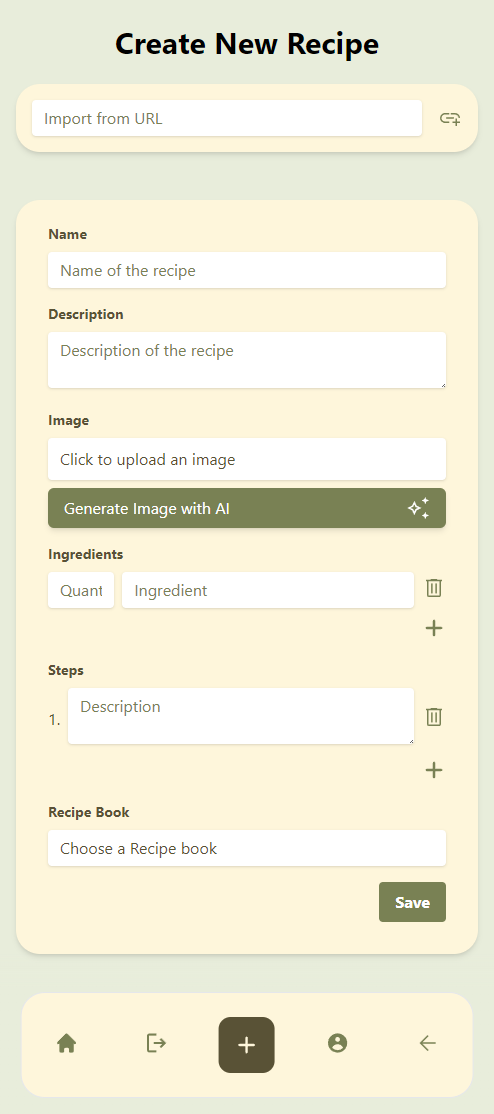 Create New Recipe
Import from URL
Name
Name of the recipe
Description
Description of the recipe
Image
Click to upload an image
Generate Image with AI
Ingredients
Quant Ingredient
Steps
1. Description
Recipe Book
Choose a Recipe book
Save